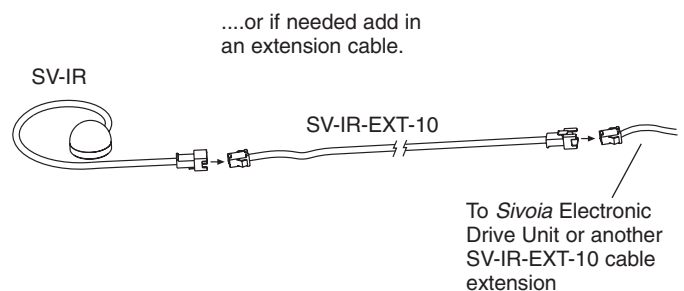 ....or if needed add in
an extension cable.
SV-IR
SV-IR-EXT-10
To Sivoia Electronic
Drive Unit or another
SV-IR-EXT-10 cable
extension